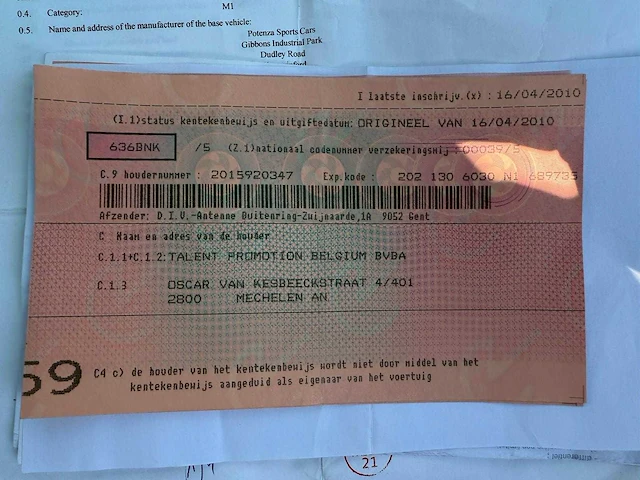 0.4. Category: M1
0.5. Name and address of the manufacturer of the base vehicle:
Potenza Sports Cars
Gibbons Industrial Park
Dudley Road
I laatste inschrijv.(x) : 16/04/2010
(I.1)status kentekenbewijs en uitgiftedatum: ORIGINEEL VAN 16/04/2010
636BNK /5 (Z.1)nationaal codenummer verzekeringsmij :00039/5
C.9 houdernummer : 2015920347 Exp.kode : 202 130 6030 N1 689735
Afzender: D.I.V.-Antenne Buitenring-Zwijnaarde,1A 9052 Gent
C Naam en adres van de houder
C.1.1+C.1.2: TALENT PROMOTION BELGIUM BVBA
C.1.3 OSCAR VAN KESBEECKSTRAAT 4/401
2800 MECHELEN AN
59 C4 c) de houder van het kentekenbewijs wordt niet door middel van het
kentekenbewijs aangeduid als eigenaar van het voertuig
21